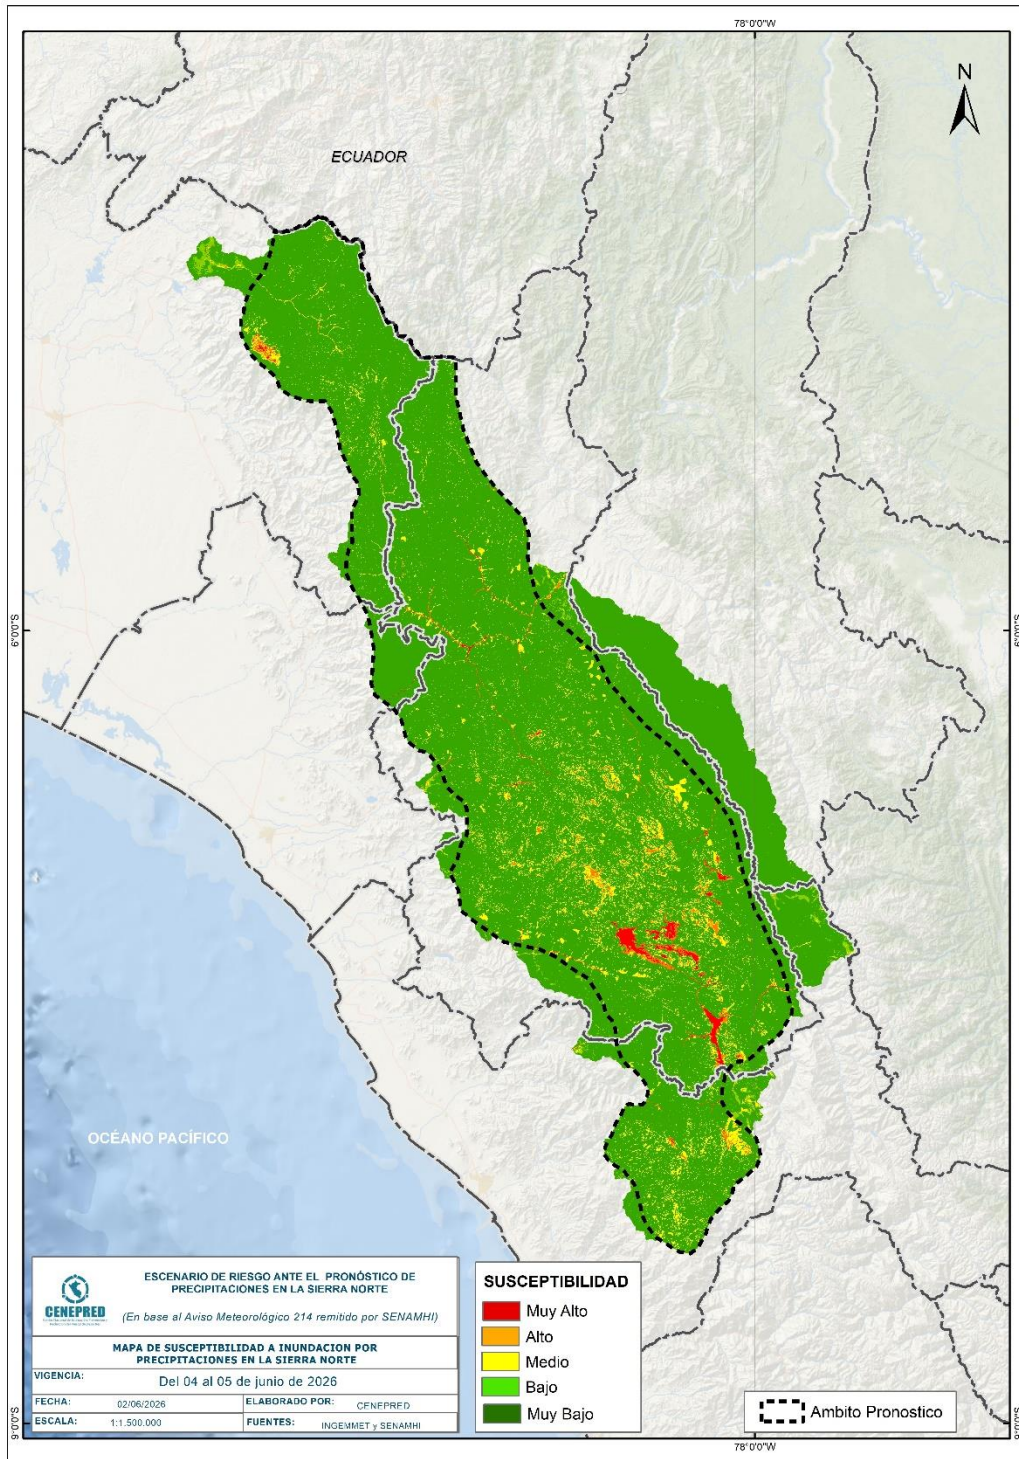 78°0'0"W
N
ECUADOR
6°0'0"S
6°0'0"S
OCÉANO PACÍFICO
CENEPRED
ESCENARIO DE RIESGO ANTE EL PRONÓSTICO DE
PRECIPITACIONES EN LA SIERRA NORTE
(En base al Aviso Meteorológico 214 remitido por SENAMHI)
MAPA DE SUSCEPTIBILIDAD A INUNDACION POR
PRECIPITACIONES EN LA SIERRA NORTE
VIGENCIA:
Del 04 al 05 de junio de 2026
FECHA:
02/06/2026
ELABORADO POR:
CENEPRED
ESCALA:
1:1.500.000
FUENTES:
INGEMMET y SENAMHI
SUSCEPTIBILIDAD
Muy Alto
Alto
Medio
Bajo
Muy Bajo
Ambito Pronostico
9°0'0"S
9°0'0"S
78°0'0"W